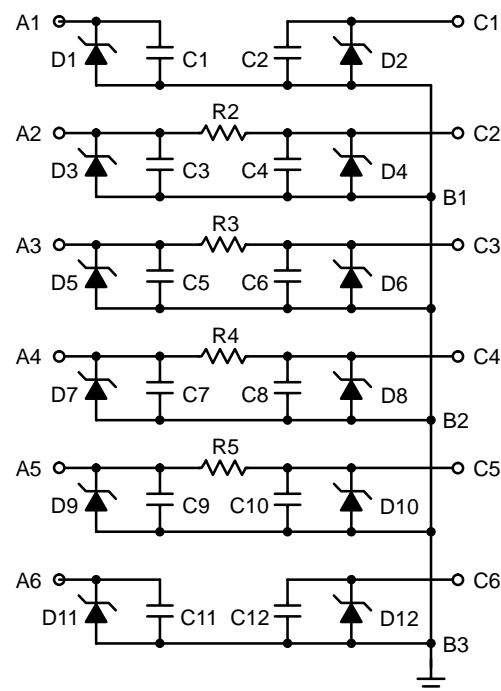 A1 D1 C1 C2 D2 C1
R2
A2 D3 C3 C4 D4 C2
B1
R3
A3 D5 C5 C6 D6 C3
R4
A4 D7 C7 C8 D8 C4
B2
R5
A5 D9 C9 C10 D10 C5
A6 D11 C11 C12 D12 C6
B3